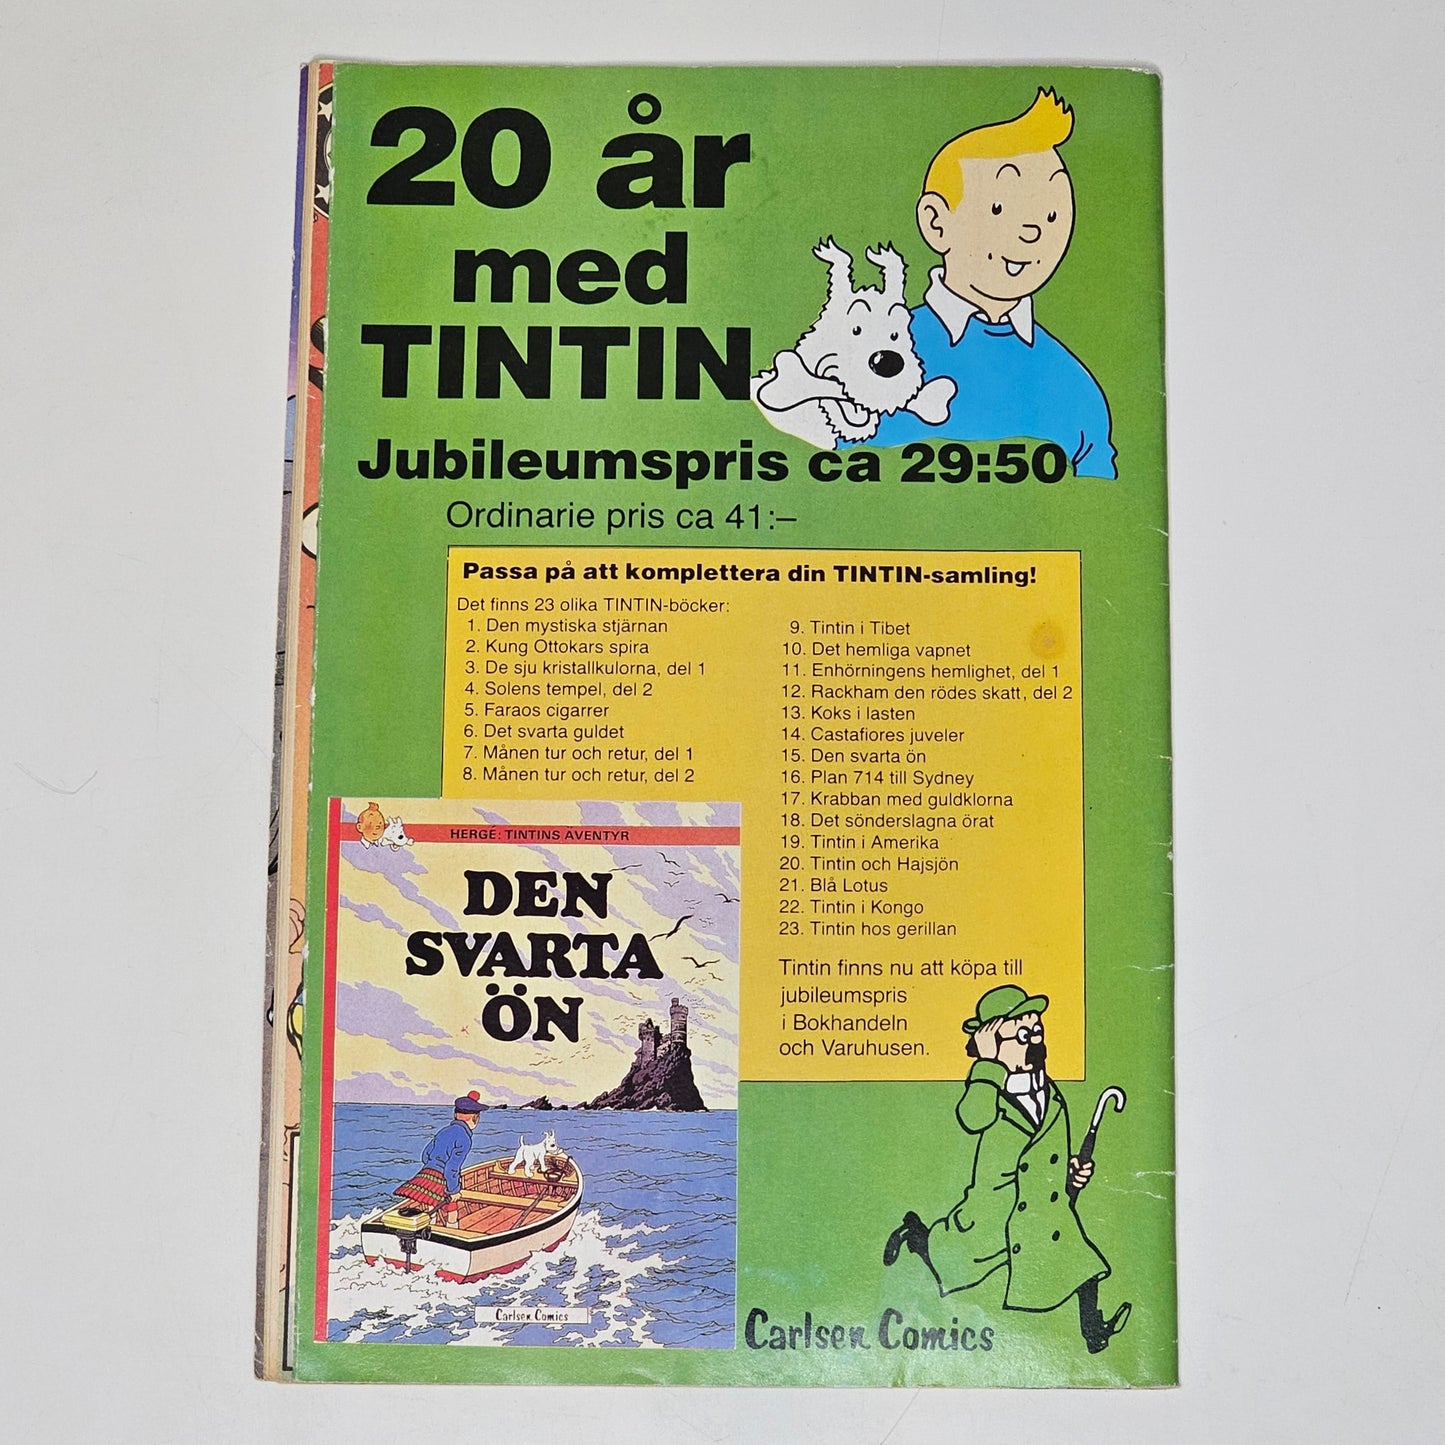 20 år
med
TINTIN
Jubileumspris ca 29:50
Ordinarie pris ca 41:–
Passa på att komplettera din TINTIN-samling!
Det finns 23 olika TINTIN-böcker:
1. Den mystiska stjärnan
2. Kung Ottokars spira
3. De sju kristallkulorna, del 1
4. Solens tempel, del 2
5. Faraos cigarrer
6. Det svarta guldet
7. Månen tur och retur, del 1
8. Månen tur och retur, del 2
9. Tintin i Tibet
10. Det hemliga vapnet
11. Enhörningens hemlighet, del 1
12. Rackham den rödes skatt, del 2
13. Koks i lasten
14. Castafiores juveler
15. Den svarta ön
16. Plan 714 till Sydney
17. Krabban med guldklorna
18. Det sönderslagna örat
19. Tintin i Amerika
20. Tintin och Hajsjön
21. Blå Lotus
22. Tintin i Kongo
23. Tintin hos gerillan
Tintin finns nu att köpa till
jubileumspris
i Bokhandeln
och Varuhusen.
HERGÉ: TINTINS ÄVENTYR
DEN
SVARTA
ÖN
Carlsen Comics
Carlsen Comics